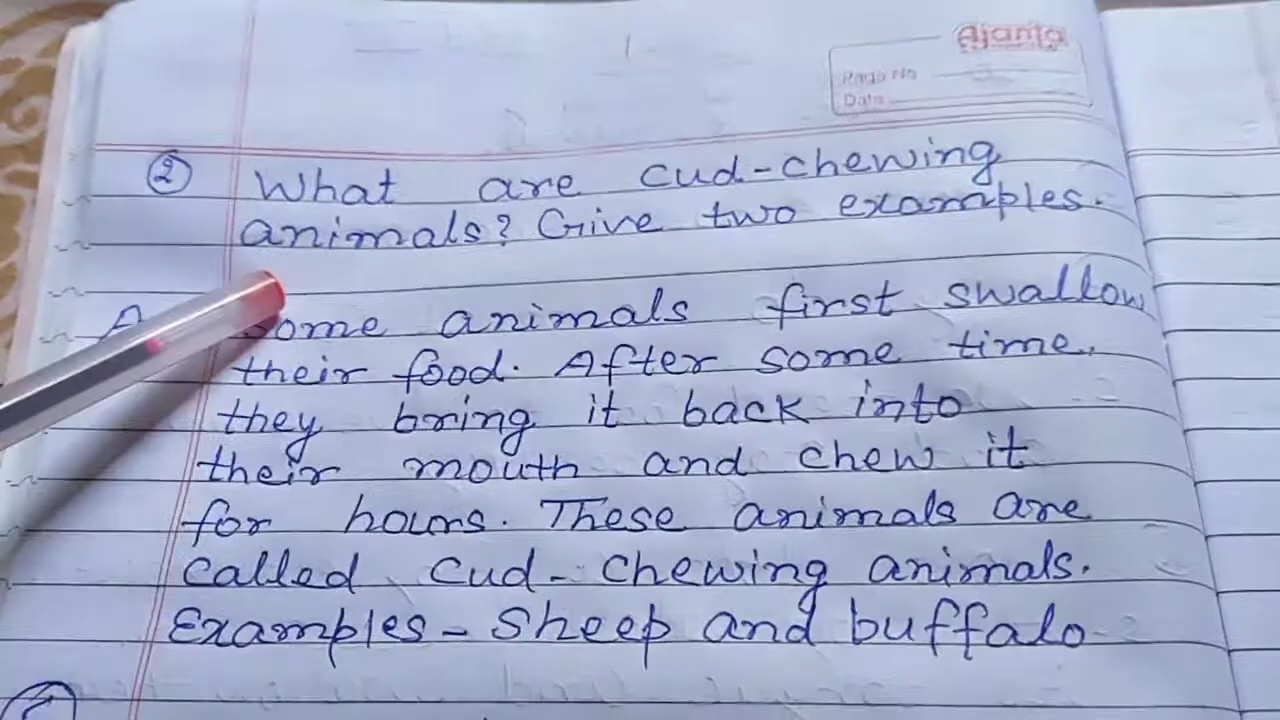 Ajanta
Page No
Date
② What are cud-chewing
animals? Give two examples.
A Some animals first swallow
their food. After some time,
they bring it back into
their mouth and chew it
for hours. These animals are
called cud-chewing animals.
Examples - Sheep and buffalo